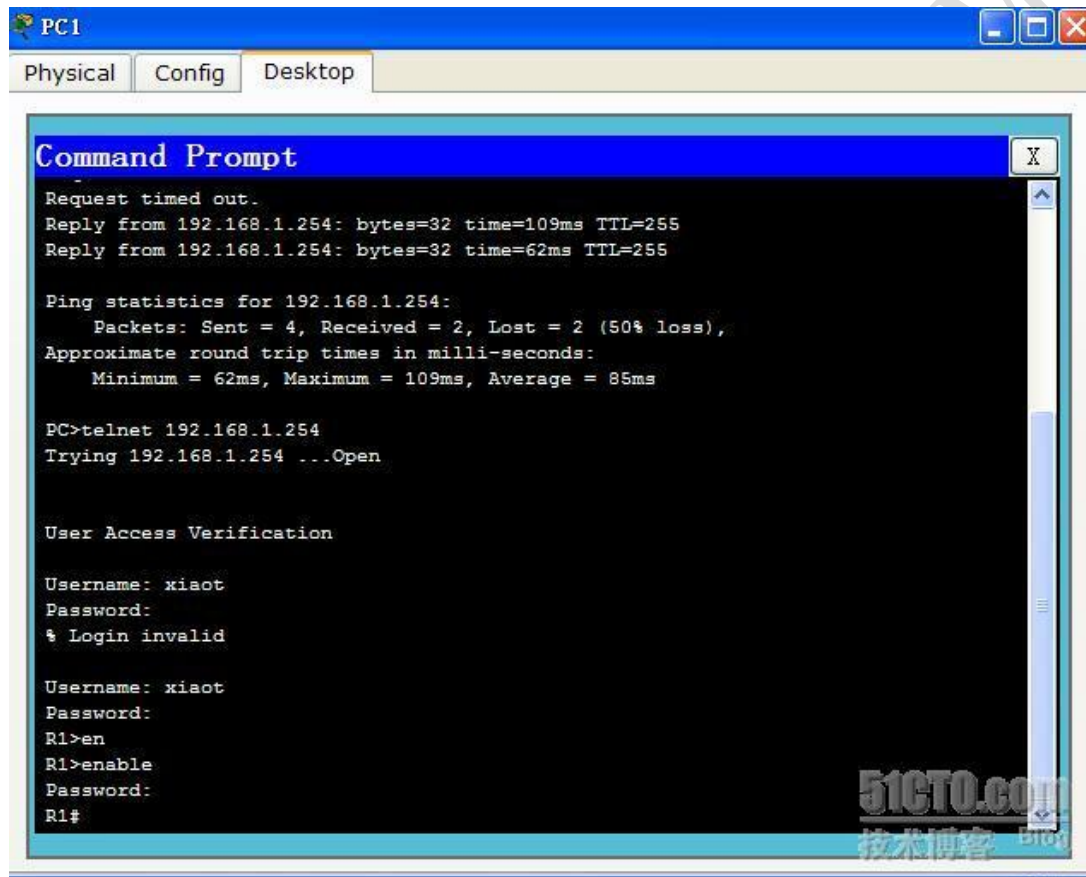 PC1
Physical Config Desktop
Command Prompt
X
Request timed out.
Reply from 192.168.1.254: bytes=32 time=109ms TTL=255
Reply from 192.168.1.254: bytes=32 time=62ms TTL=255
Ping statistics for 192.168.1.254:
Packets: Sent = 4, Received = 2, Lost = 2 (50% loss),
Approximate round trip times in milli-seconds:
Minimum = 62ms, Maximum = 109ms, Average = 85ms
PC>telnet 192.168.1.254
Trying 192.168.1.254 ...Open
User Access Verification
Username: xiaot
Password:
% Login invalid
Username: xiaot
Password:
R1>en
R1>enable
Password:
R1#
51CTO.com
技术博客 Blog